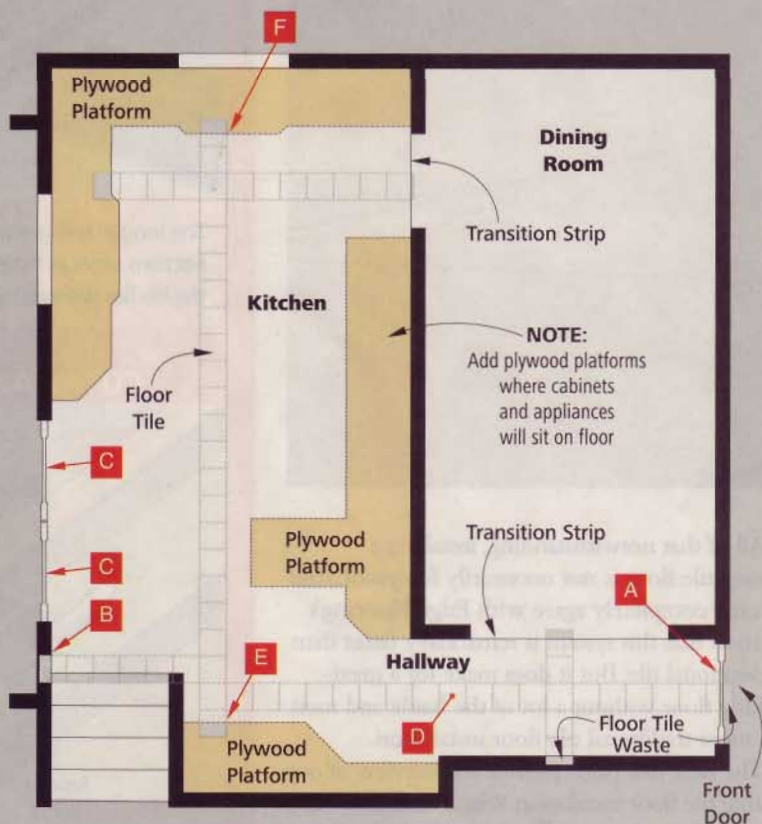 F
Plywood
Platform
Dining
Room
Transition Strip
Kitchen
NOTE:
Add plywood platforms
where cabinets
and appliances
will sit on floor
Floor
Tile
C
C
B
Plywood
Platform
Transition Strip
A
Hallway
E
D
Plywood
Platform
Floor Tile
Waste
Front
Door